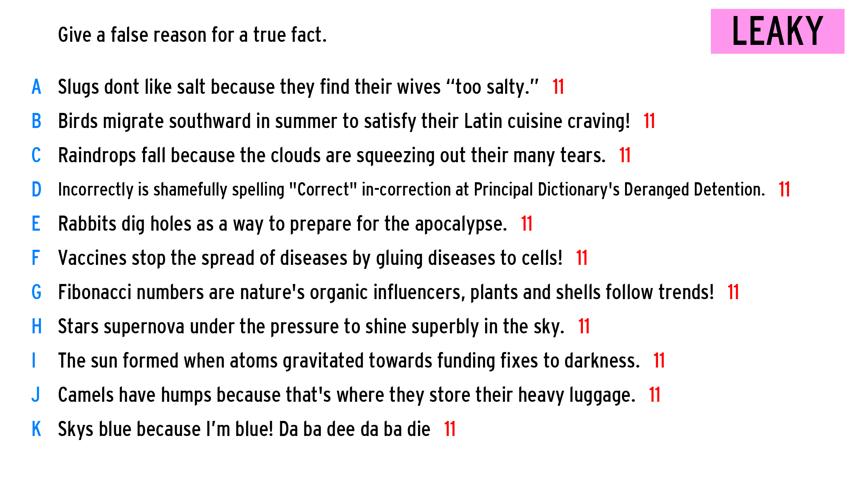 Give a false reason for a true fact.
LEAKY
A Slugs dont like salt because they find their wives “too salty.” 11
B Birds migrate southward in summer to satisfy their Latin cuisine craving! 11
C Raindrops fall because the clouds are squeezing out their many tears. 11
D Incorrectly is shamefully spelling "Correct" in-correction at Principal Dictionary's Deranged Detention. 11
E Rabbits dig holes as a way to prepare for the apocalypse. 11
F Vaccines stop the spread of diseases by gluing diseases to cells! 11
G Fibonacci numbers are nature's organic influencers, plants and shells follow trends! 11
H Stars supernova under the pressure to shine superbly in the sky. 11
I The sun formed when atoms gravitated towards funding fixes to darkness. 11
J Camels have humps because that's where they store their heavy luggage. 11
K Skys blue because I’m blue! Da ba dee da ba die 11